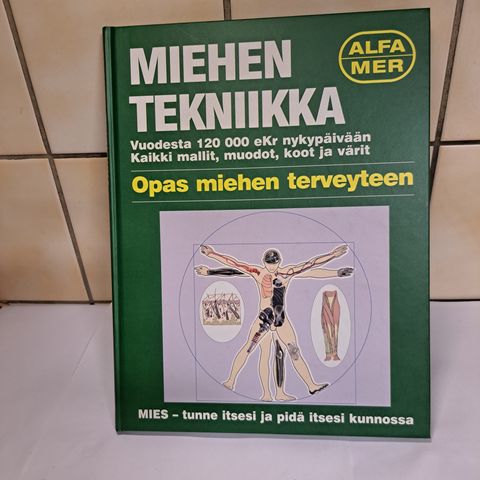 MIEHEN
TEKNIIKKA
ALFA
MER
Vuodesta 120 000 eKr nykypäivään
Kaikki mallit, muodot, koot ja värit
Opas miehen terveyteen
MIES – tunne itsesi ja pidä itsesi kunnossa